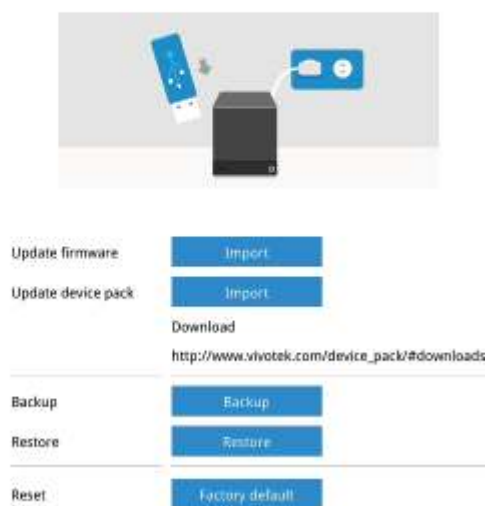 Update firmware Import
Update device pack Import
Download
http://www.vivotek.com/device_pack/#downloads
Backup Backup
Restore Restore
Reset Factory default